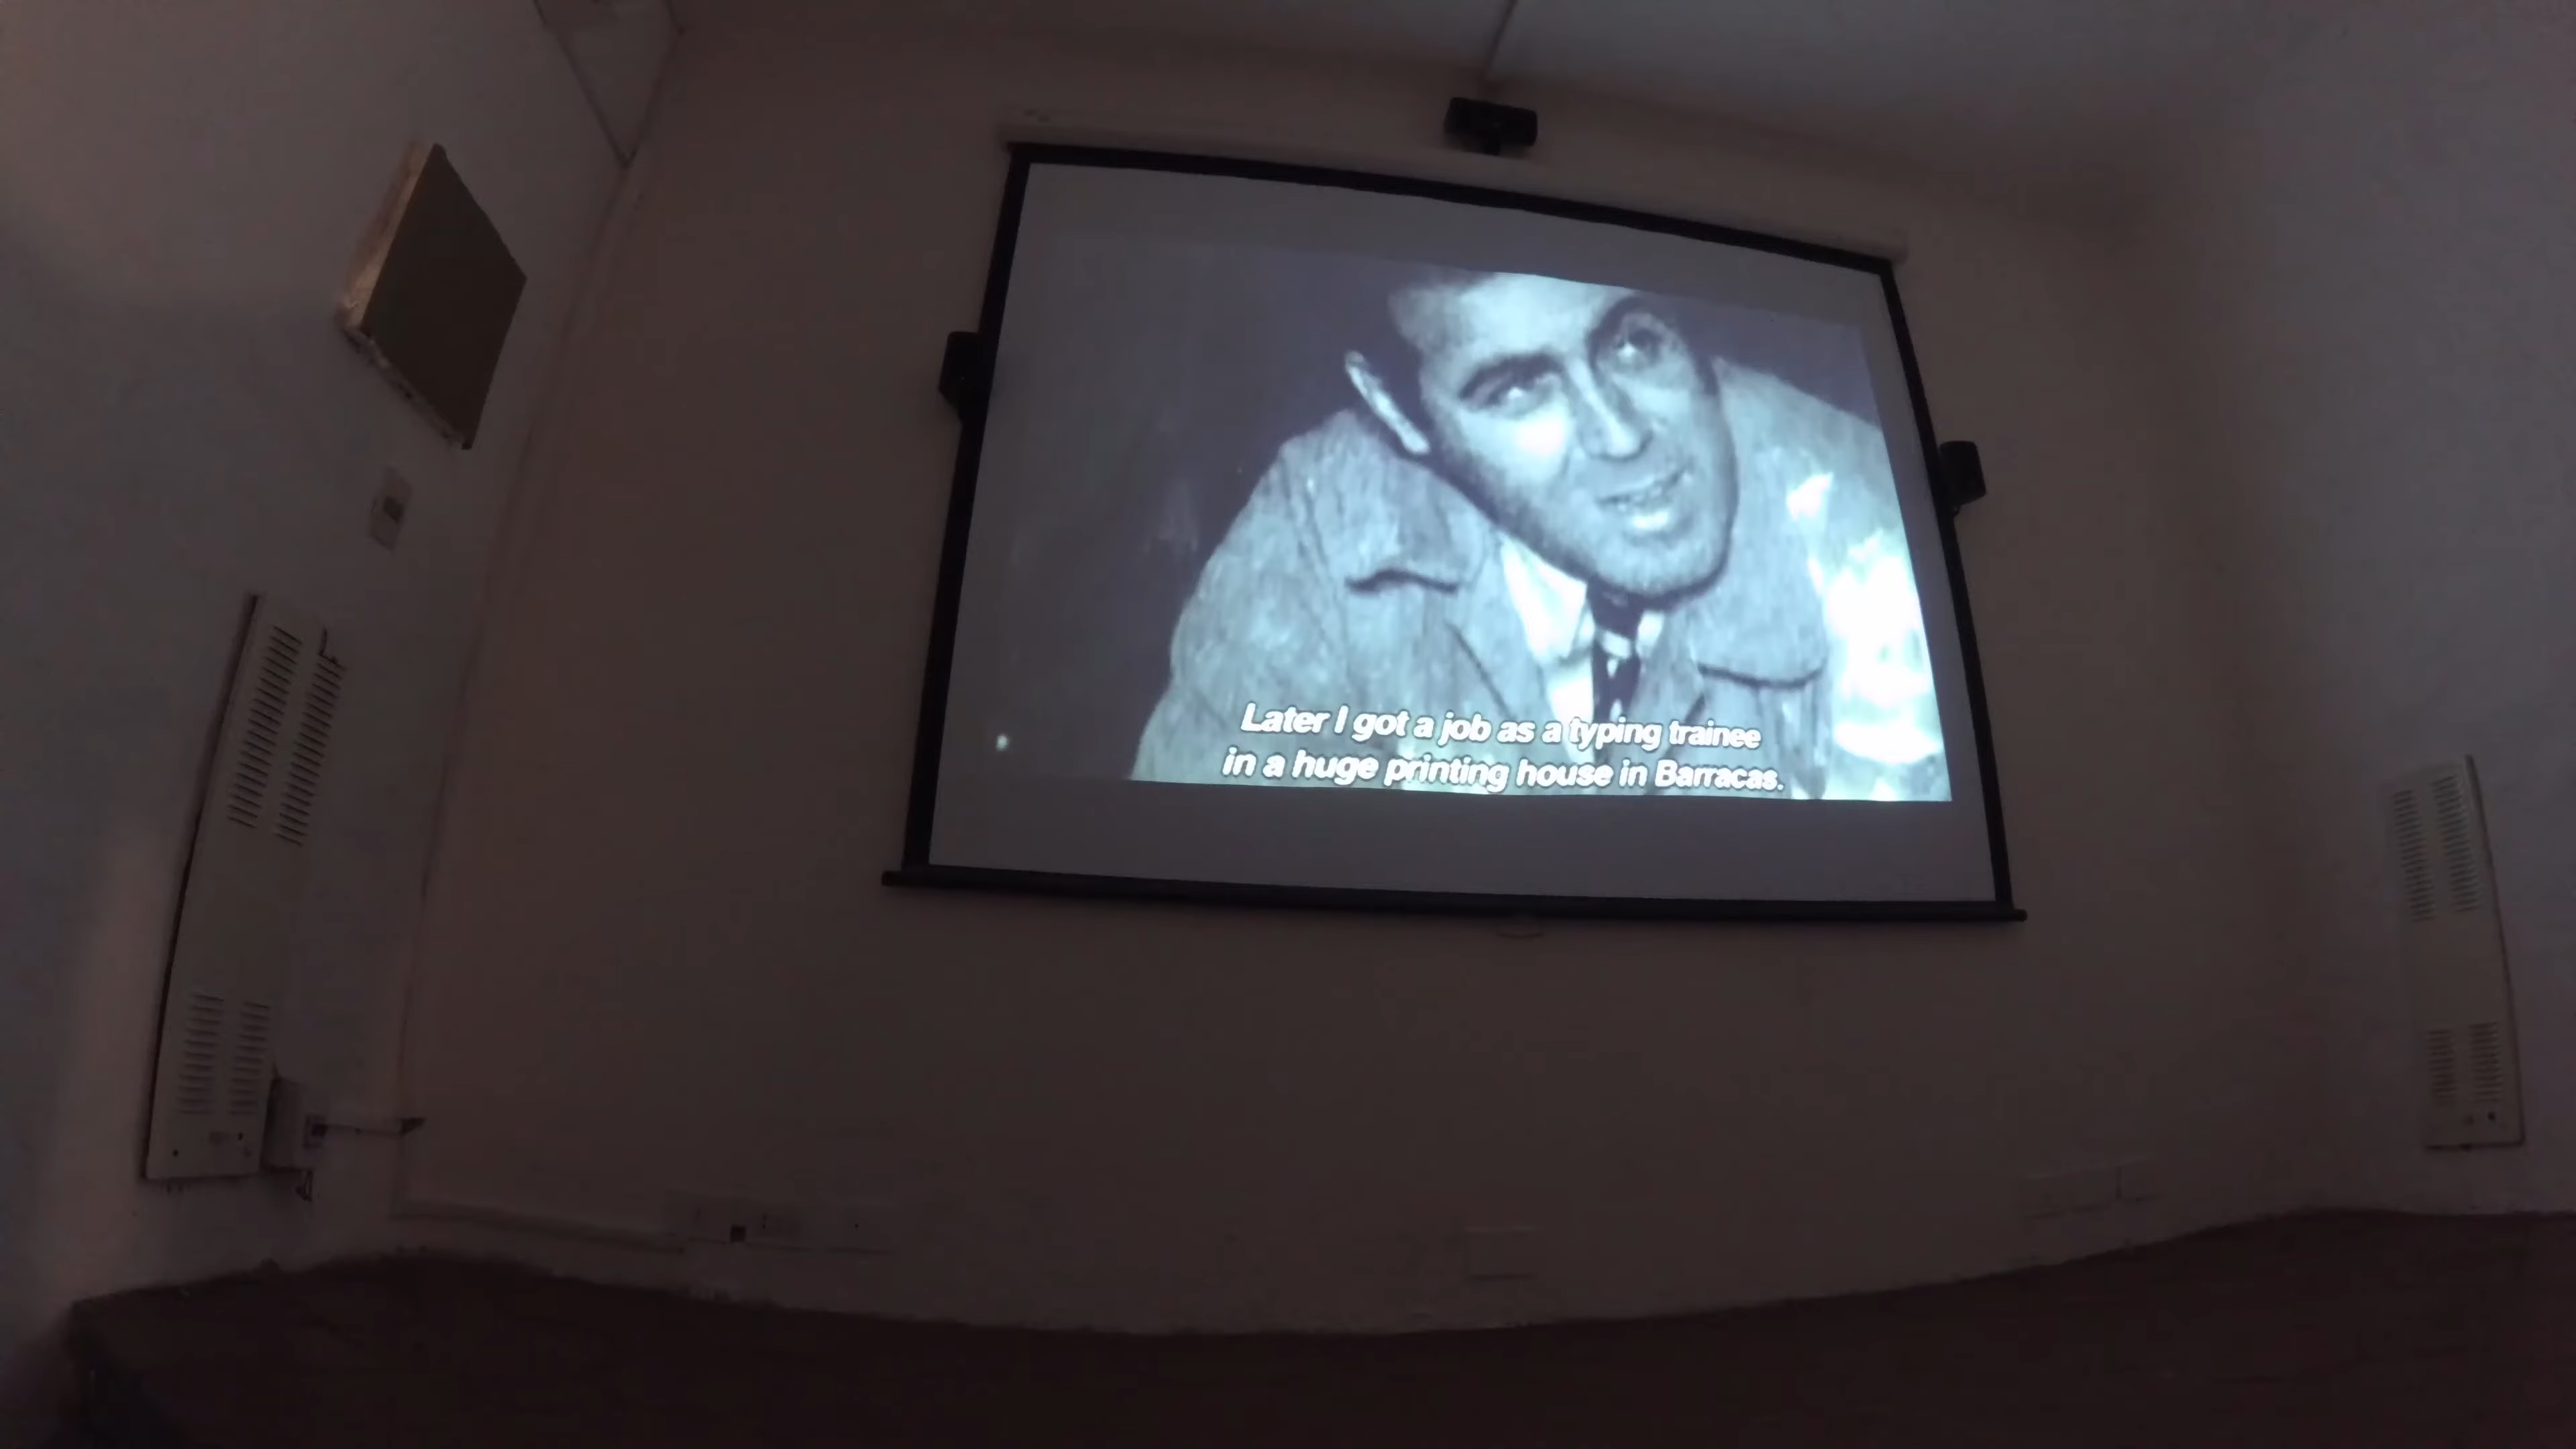 Later I got a job as a typing trainee
in a huge printing house in Barracas.